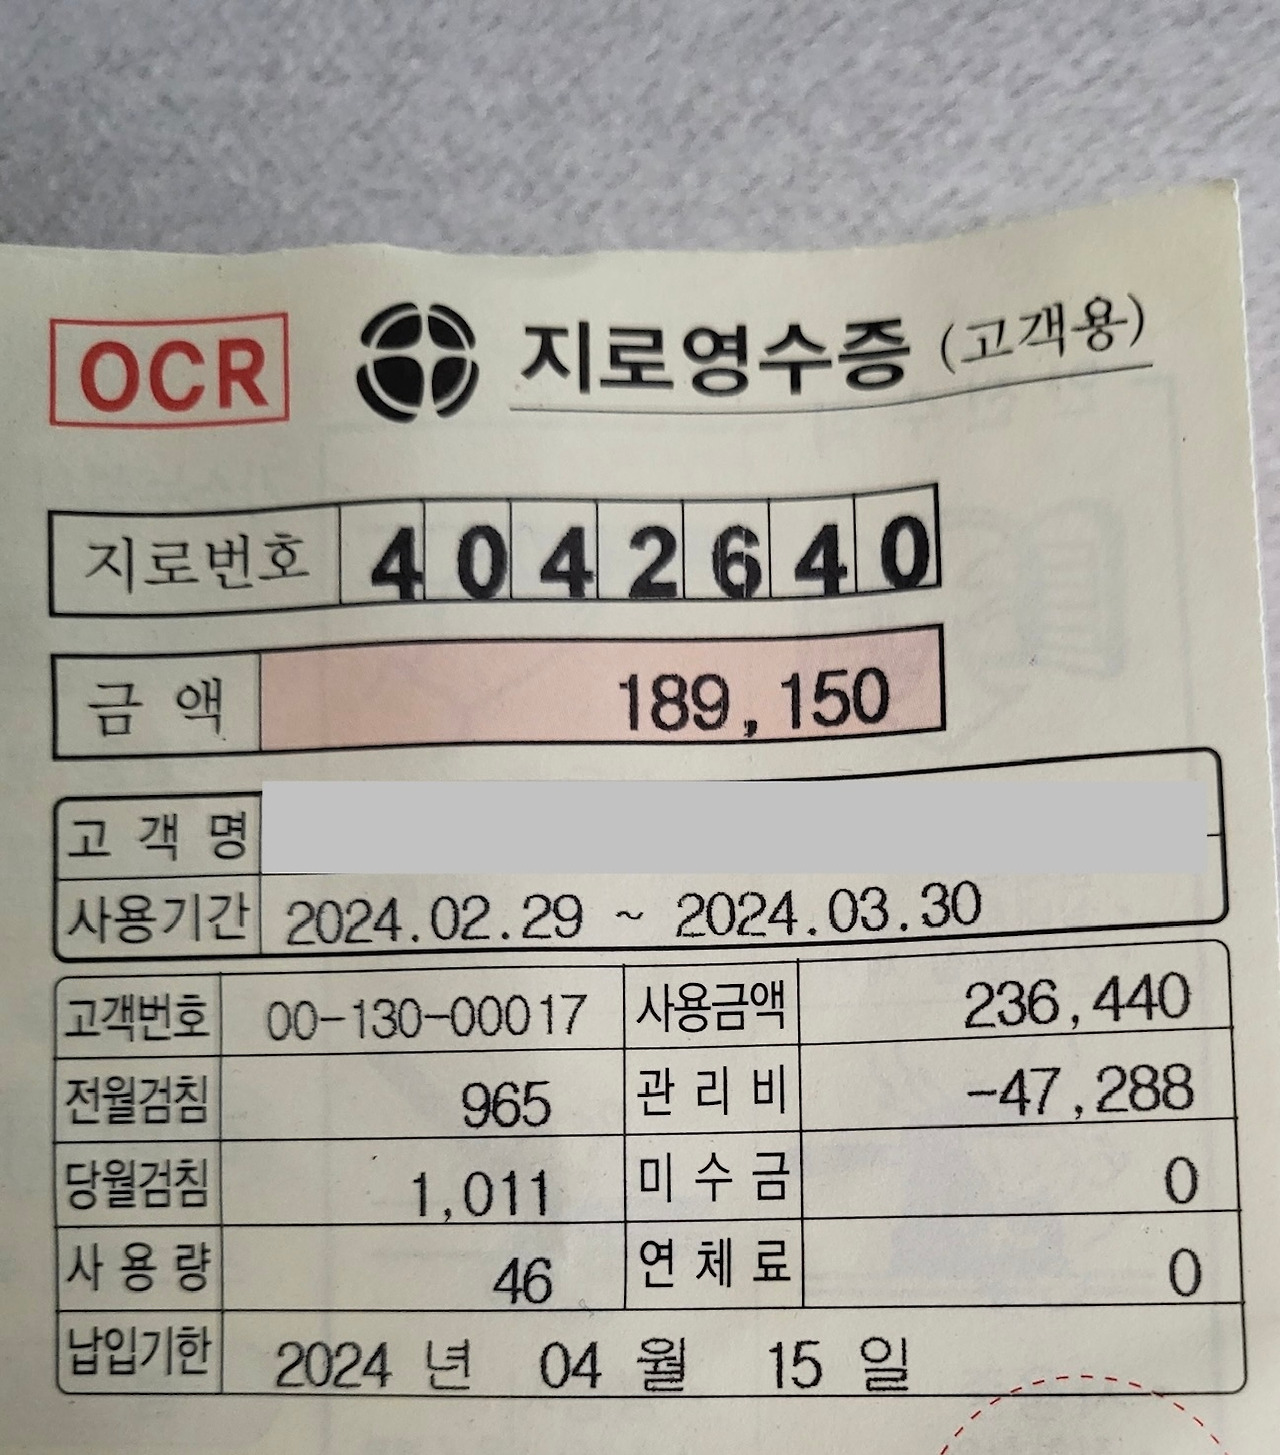 OCR 지로영수증 (고객용)
지로번호 4042640
금 액 189,150
고 객 명
사용기간 2024.02.29 ~ 2024.03.30
고객번호 00-130-00017 사용금액 236,440
전월검침 965 관 리 비 -47,288
당월검침 1,011 미 수 금 0
사 용 량 46 연 체 료 0
납입기한 2024 년 04 월 15 일